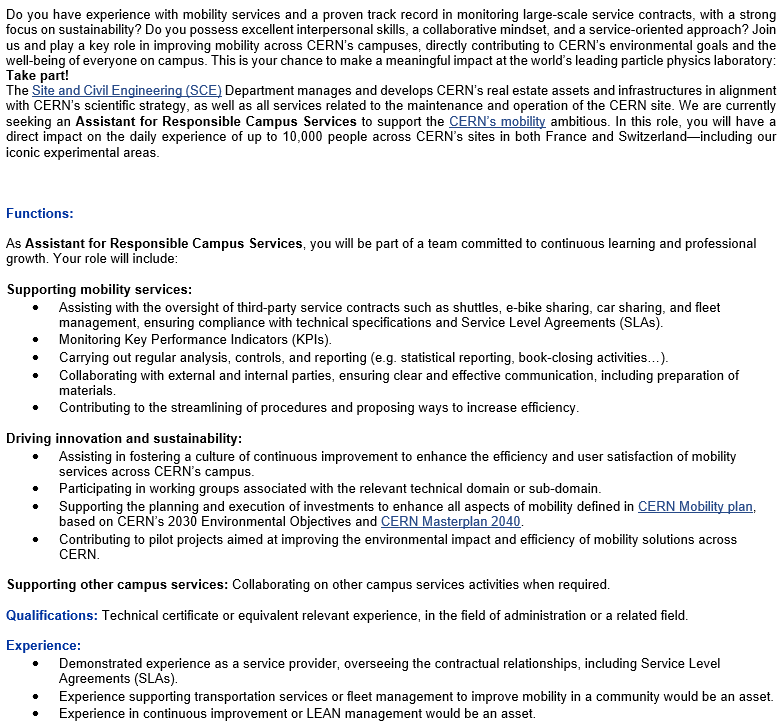 Do you have experience with mobility services and a proven track record in monitoring large-scale service contracts, with a strong
focus on sustainability? Do you possess excellent interpersonal skills, a collaborative mindset, and a service-oriented approach? Join
us and play a key role in improving mobility across CERN's campuses, directly contributing to CERN's environmental goals and the
well-being of everyone on campus. This is your chance to make a meaningful impact at the world's leading particle physics laboratory:
Take part!
The Site and Civil Engineering (SCE) Department manages and develops CERN's real estate assets and infrastructures in alignment
with CERN's scientific strategy, as well as all services related to the maintenance and operation of the CERN site. We are currently
seeking an Assistant for Responsible Campus Services to support the CERN's mobility ambitious. In this role, you will have a
direct impact on the daily experience of up to 10,000 people across CERN's sites in both France and Switzerland—including our
iconic experimental areas.
Functions:
As Assistant for Responsible Campus Services, you will be part of a team committed to continuous learning and professional
growth. Your role will include:
Supporting mobility services:
• Assisting with the oversight of third-party service contracts such as shuttles, e-bike sharing, car sharing, and fleet
management, ensuring compliance with technical specifications and Service Level Agreements (SLAs).
• Monitoring Key Performance Indicators (KPIs).
• Carrying out regular analysis, controls, and reporting (e.g. statistical reporting, book-closing activities…).
• Collaborating with external and internal parties, ensuring clear and effective communication, including preparation of
materials.
• Contributing to the streamlining of procedures and proposing ways to increase efficiency.
Driving innovation and sustainability:
• Assisting in fostering a culture of continuous improvement to enhance the efficiency and user satisfaction of mobility
services across CERN's campus.
• Participating in working groups associated with the relevant technical domain or sub-domain.
• Supporting the planning and execution of investments to enhance all aspects of mobility defined in CERN Mobility plan,
based on CERN's 2030 Environmental Objectives and CERN Masterplan 2040.
• Contributing to pilot projects aimed at improving the environmental impact and efficiency of mobility solutions across
CERN.
Supporting other campus services: Collaborating on other campus services activities when required.
Qualifications: Technical certificate or equivalent relevant experience, in the field of administration or a related field.
Experience:
• Demonstrated experience as a service provider, overseeing the contractual relationships, including Service Level
Agreements (SLAs).
• Experience supporting transportation services or fleet management to improve mobility in a community would be an asset.
• Experience in continuous improvement or LEAN management would be an asset.